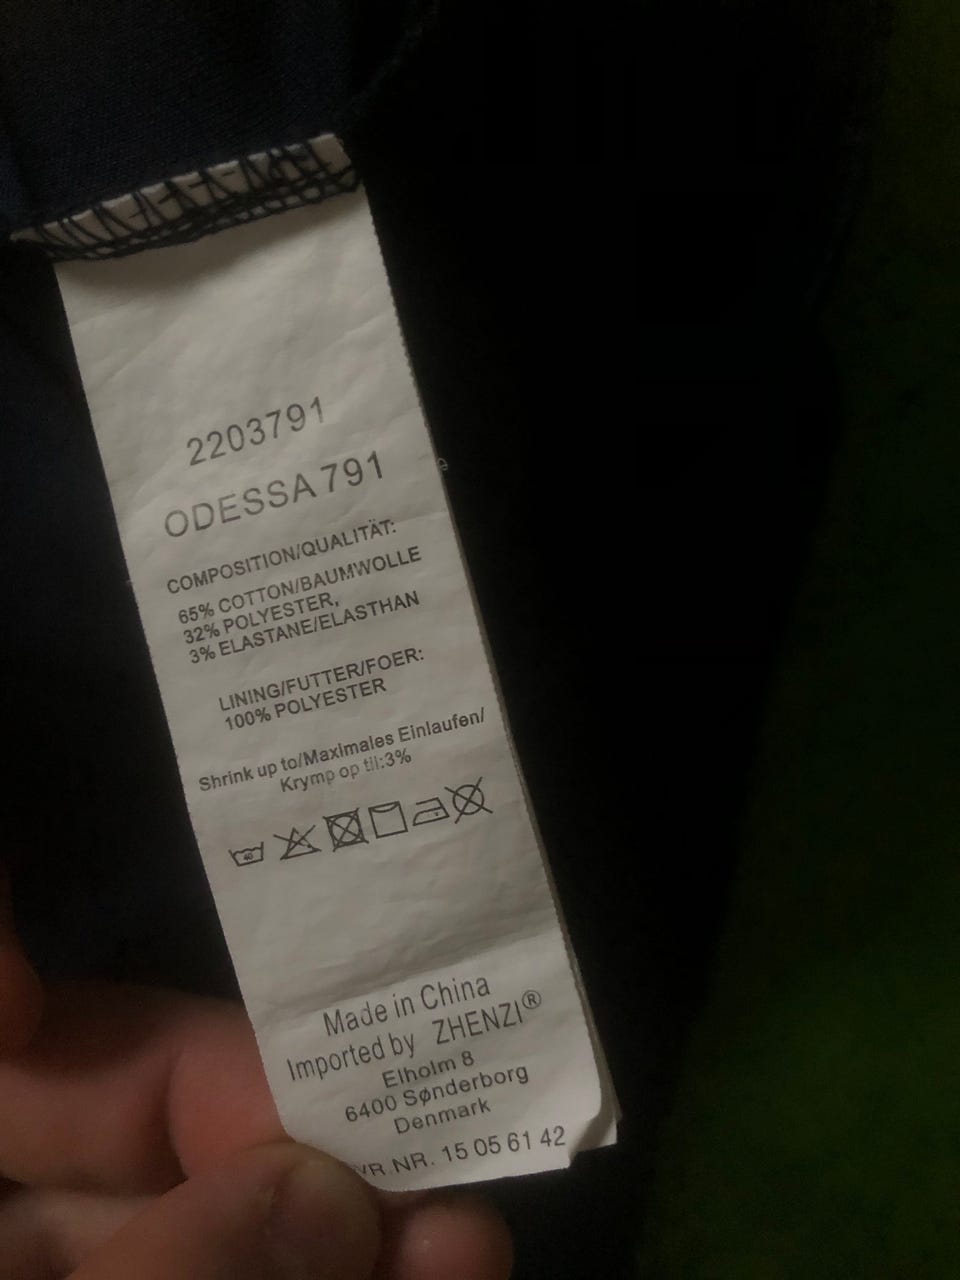 2203791
ODESSA 791
COMPOSITION/QUALITÄT:
65% COTTON/BAUMWOLLE
32% POLYESTER,
3% ELASTANE/ELASTHAN
LINING/FUTTER/FOER:
100% POLYESTER
Shrink up to/Maximales Einlaufen/
Krymp op til:3%
40
Made in China
Imported by ZHENZI®
Elholm 8
6400 Sønderborg
Denmark
VR.NR. 15 05 61 42